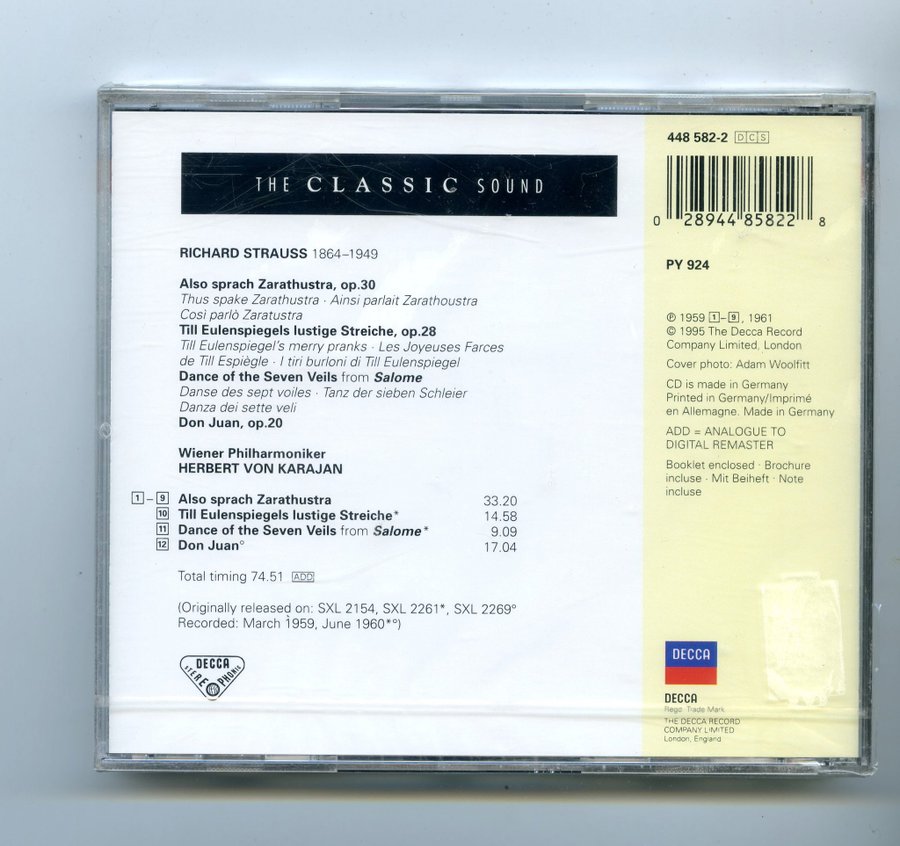 THE CLASSIC SOUND
RICHARD STRAUSS 1864–1949
Also sprach Zarathustra, op.30
Thus spake Zarathustra · Ainsi parlait Zarathoustra
Così parlò Zaratustra
Till Eulenspiegels lustige Streiche, op.28
Till Eulenspiegel's merry pranks · Les Joyeuses Farces
de Till Espiègle · I tiri burloni di Till Eulenspiegel
Dance of the Seven Veils from Salome
Danse des sept voiles · Tanz der sieben Schleier
Danza dei sette veli
Don Juan, op.20
Wiener Philharmoniker
HERBERT VON KARAJAN
1 – 9 Also sprach Zarathustra 33.20
10 Till Eulenspiegels lustige Streiche* 14.58
11 Dance of the Seven Veils from Salome* 9.09
12 Don Juan° 17.04
Total timing 74.51 ADD
(Originally released on: SXL 2154, SXL 2261*, SXL 2269°
Recorded: March 1959, June 1960*°)
DECCA
STEREOPHONIC
448 582-2 DCS
0 28944 85822 8
PY 924
℗ 1959 1–9, 1961
© 1995 The Decca Record
Company Limited, London
Cover photo: Adam Woolfitt
CD is made in Germany
Printed in Germany/Imprimé
en Allemagne. Made in Germany
ADD = ANALOGUE TO
DIGITAL REMASTER
Booklet enclosed · Brochure
incluse · Mit Beiheft · Note
incluse
DECCA
DECCA
Regd. Trade Mark
THE DECCA RECORD
COMPANY LIMITED
London, England